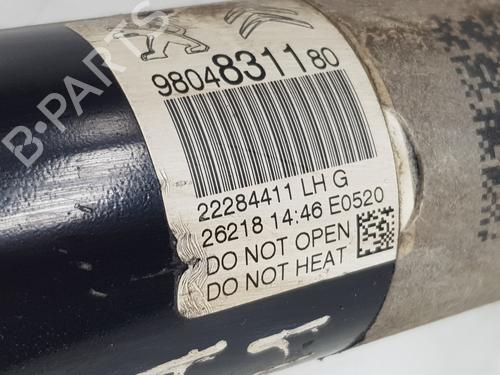 B-PARTS
9804831180
22284411 LH G
26218 14:46 E0520
DO NOT OPEN
DO NOT HEAT